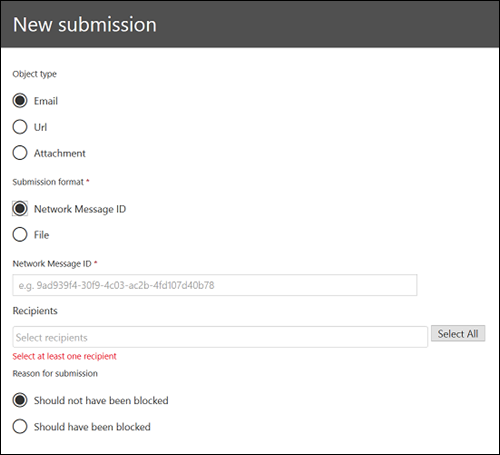 New submission
Object type
Email
Url
Attachment
Submission format *
Network Message ID
File
Network Message ID *
e.g. 9ad939f4-30f9-4c03-ac2b-4fd107d40b78
Recipients
Select recipients
Select All
Select at least one recipient
Reason for submission
Should not have been blocked
Should have been blocked